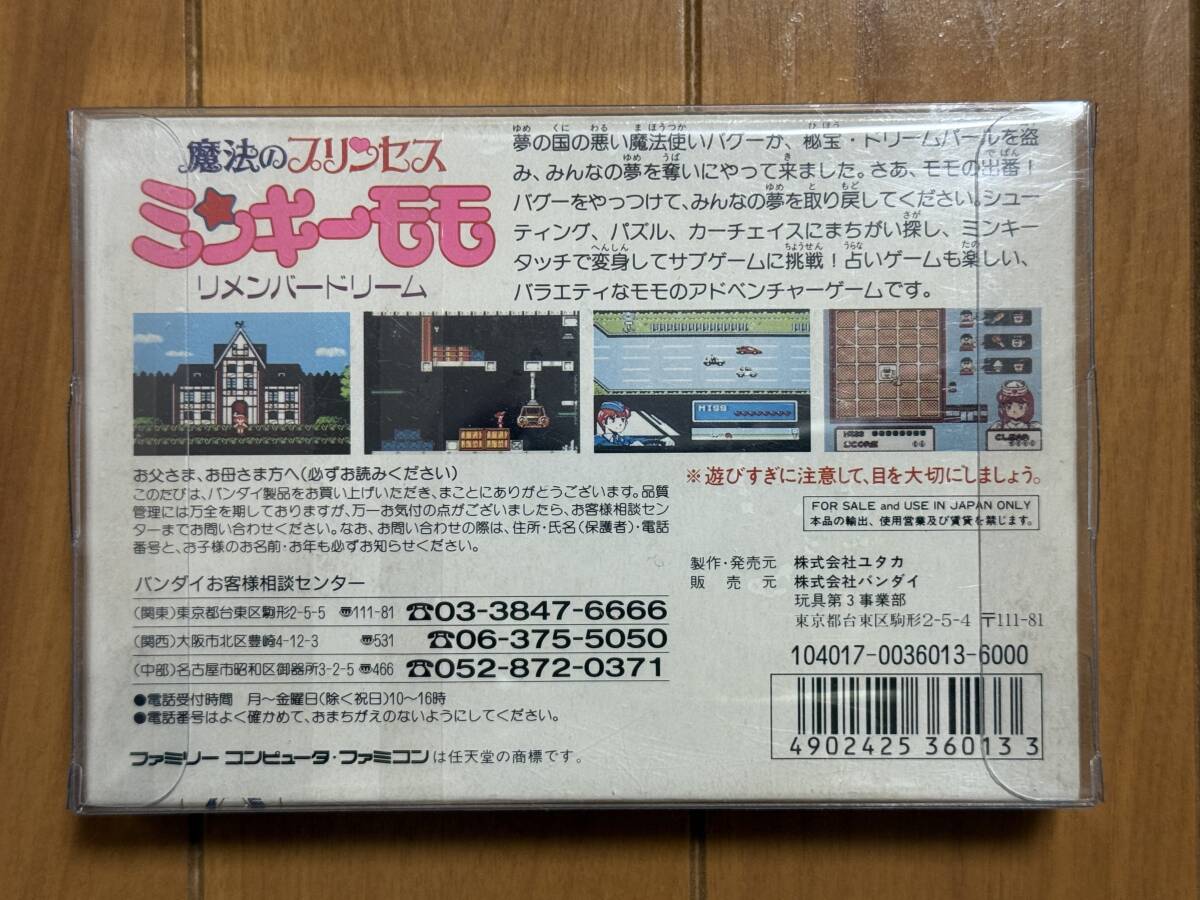 魔法のプリンセス
ミンキーモモ
リメンバードリーム
夢の国の悪い魔法使いバグーが、秘宝・ドリームパールを盗
み、みんなの夢を奪いにやって来ました。さあ、モモの出番！
バグーをやっつけて、みんなの夢を取り戻してください。シュー
ティング、パズル、カーチェイスにまちがい探し、ミンキー
タッチで変身してサブゲームに挑戦！占いゲームも楽しい、
バラエティなモモのアドベンチャーゲームです。
MISS
MISS
SCORE
CLEAR
お父さま、お母さま方へ(必ずお読みください)
このたびは、バンダイ製品をお買い上げいただき、まことにありがとうございます。品質
管理には万全を期しておりますが、万一お気付の点がございましたら、お客様相談セン
ターまでお問い合わせください。なお、お問い合わせの際は、住所・氏名(保護者)・電話
番号と、お子様のお名前・お年も必ずお知らせください。
※遊びすぎに注意して、目を大切にしましょう。
FOR SALE and USE IN JAPAN ONLY
本品の輸出、使用営業及び賃貸を禁じます。
バンダイお客様相談センター
(関東)東京都台東区駒形2-5-5 〠111-81 ☎03-3847-6666
(関西)大阪市北区豊崎4-12-3 〠531 ☎06-375-5050
(中部)名古屋市昭和区御器所3-2-5 〠466 ☎052-872-0371
●電話受付時間 月〜金曜日(除く祝日)10〜16時
●電話番号はよく確かめて、おまちがえのないようにしてください。
ファミリー コンピュータ・ファミコンは任天堂の商標です。
製作・発売元 株式会社ユタカ
販売元 株式会社バンダイ
玩具第3事業部
東京都台東区駒形2-5-4 〒111-81
104017-0036013-6000
4902425360133